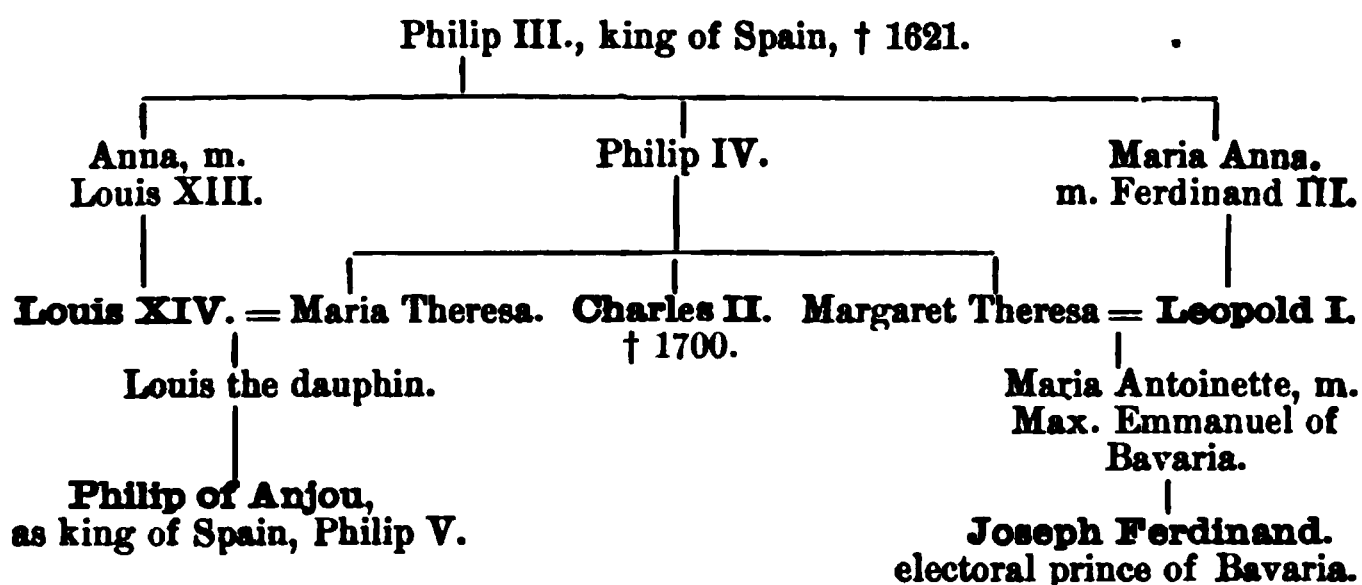 Philip III., king of Spain, † 1621.
Anna, m.
Louis XIII.
Philip IV.
Maria Anna.
m. Ferdinand III.
Louis XIV. = Maria Theresa. Charles II. Margaret Theresa = Leopold I.
† 1700.
Louis the dauphin.
Maria Antoinette, m.
Max. Emmanuel of
Bavaria.
Philip of Anjou,
as king of Spain, Philip V.
Joseph Ferdinand.
electoral prince of Bavaria.